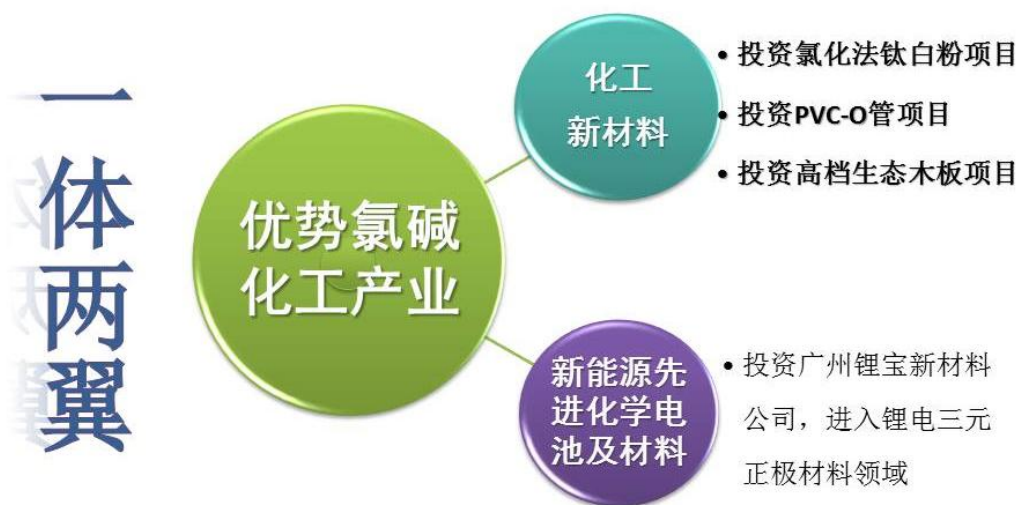 一体两翼
优势氯碱
化工产业
化工
新材料
• 投资氯化法钛白粉项目
• 投资PVC-O管项目
• 投资高档生态木板项目
新能源先
进化学电
池及材料
• 投资广州锂宝新材料
公司，进入锂电三元
正极材料领域